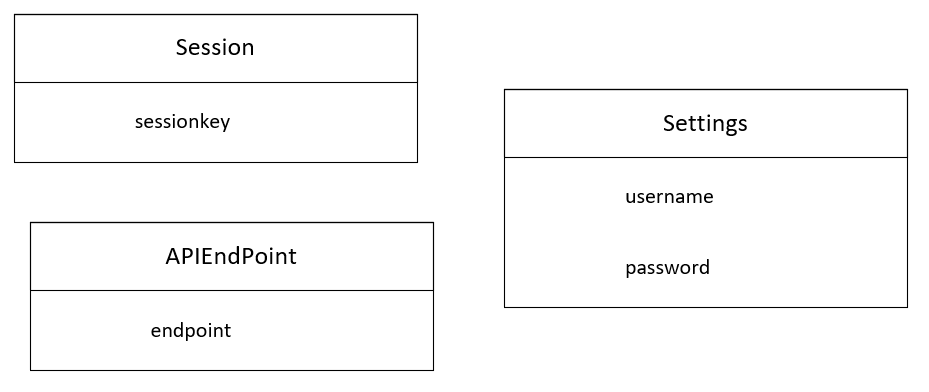 Session
sessionkey
APIEndPoint
endpoint
Settings
username
password